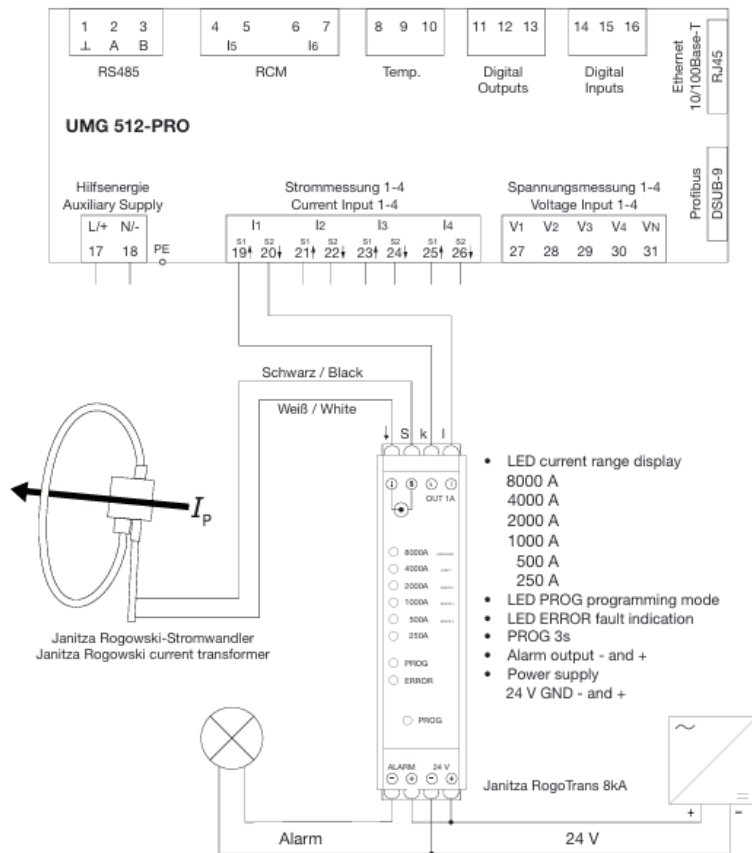 1 2 3 4 5 6 7 8 9 10 11 12 13 14 15 16
⊥ A B I5 I6
RS485 RCM Temp. Digital Outputs Digital Inputs
Ethernet
10/100Base-T
RJ45
UMG 512-PRO
Profibus
DSUB-9
Hilfsenergie
Auxiliary Supply
Strommessung 1-4
Current Input 1-4
Spannungsmessung 1-4
Voltage Input 1-4
L/+ N/- I1 I2 I3 I4 V1 V2 V3 V4 VN
S1 S2 S1 S2 S1 S2 S1 S2
17 18 PE 19 20 21 22 23 24 25 26 27 28 29 30 31
Schwarz / Black
Weiß / White
S k l
S k l
OUT 1A
8000A
4000A
2000A
1000A
500A
250A
PROG
ERROR
PROG
ALARM 24 V
- + - +
• LED current range display
8000 A
4000 A
2000 A
1000 A
500 A
250 A
• LED PROG programming mode
• LED ERROR fault indication
• PROG 3s
• Alarm output - and +
• Power supply
24 V GND - and +
IP
Janitza Rogowski-Stromwandler
Janitza Rogowski current transformer
Janitza RogoTrans 8kA
+ −
Alarm 24 V